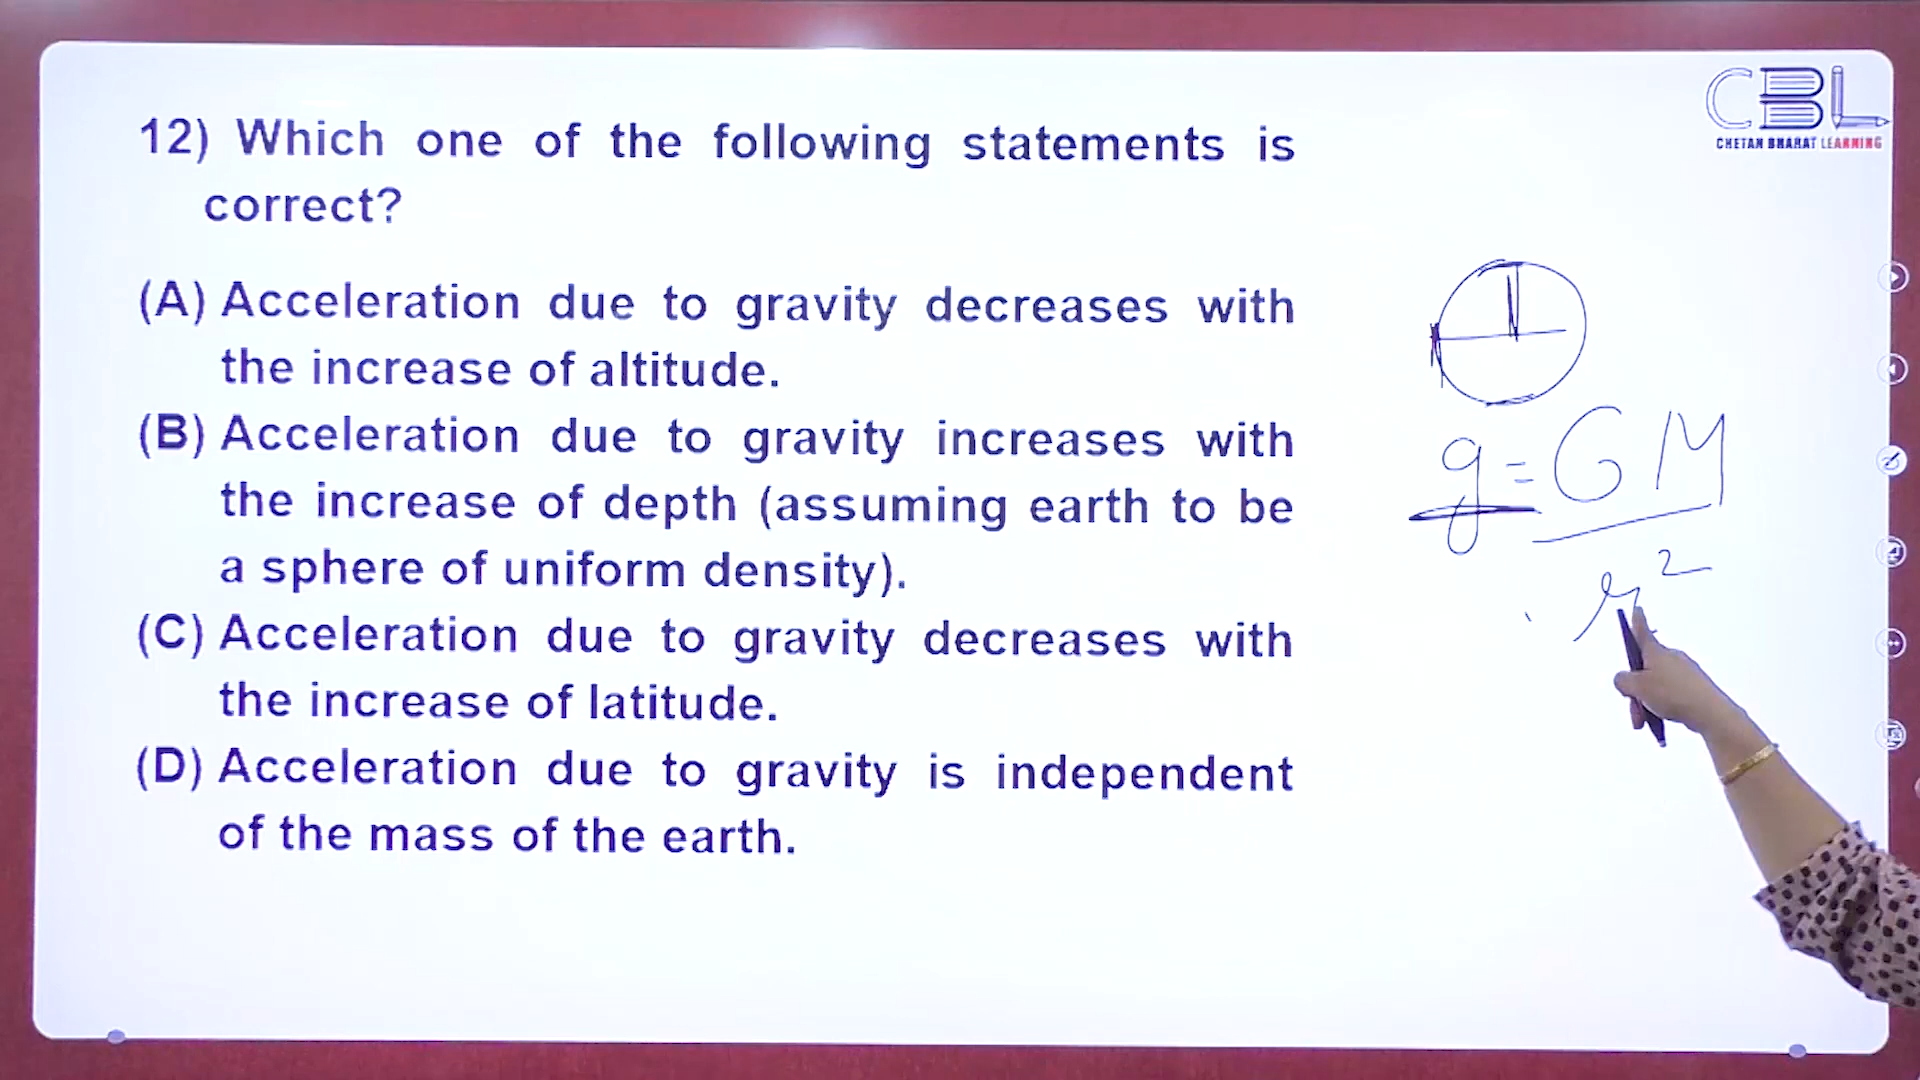 CBL
CHETAN BHARAT LEARNING
12) Which one of the following statements is
correct?
(A) Acceleration due to gravity decreases with
the increase of altitude.
(B) Acceleration due to gravity increases with
the increase of depth (assuming earth to be
a sphere of uniform density).
(C) Acceleration due to gravity decreases with
the increase of latitude.
(D) Acceleration due to gravity is independent
of the mass of the earth.
g = GM
r²